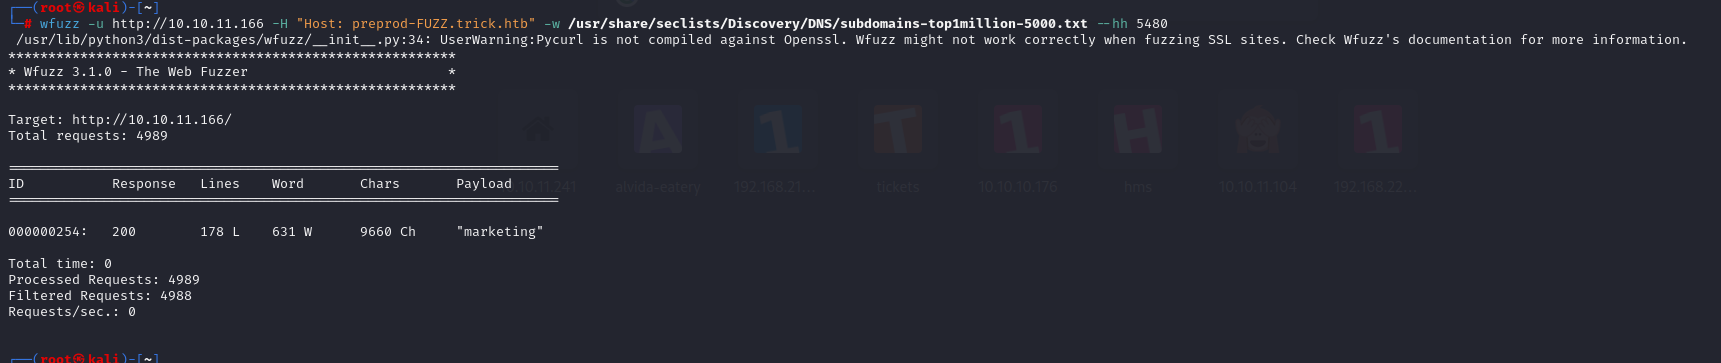 ┌──(root㉿kali)-[~]
└─# wfuzz -u http://10.10.11.166 -H "Host: preprod-FUZZ.trick.htb" -w /usr/share/seclists/Discovery/DNS/subdomains-top1million-5000.txt --hh 5480
/usr/lib/python3/dist-packages/wfuzz/__init__.py:34: UserWarning:Pycurl is not compiled against Openssl. Wfuzz might not work correctly when fuzzing SSL sites. Check Wfuzz's documentation for more information.
********************************************************
* Wfuzz 3.1.0 - The Web Fuzzer                         *
********************************************************
Target: http://10.10.11.166/
Total requests: 4989
=====================================================================
ID           Response   Lines    Word       Chars       Payload
=====================================================================
10.10.11.241 alvida-eatery 192.168.21... tickets 10.10.10.176 hms 10.10.11.104 192.168.22...
000000254:   200        178 L    631 W      9660 Ch     "marketing"
Total time: 0
Processed Requests: 4989
Filtered Requests: 4988
Requests/sec.: 0
┌──(root㉿kali)-[~]